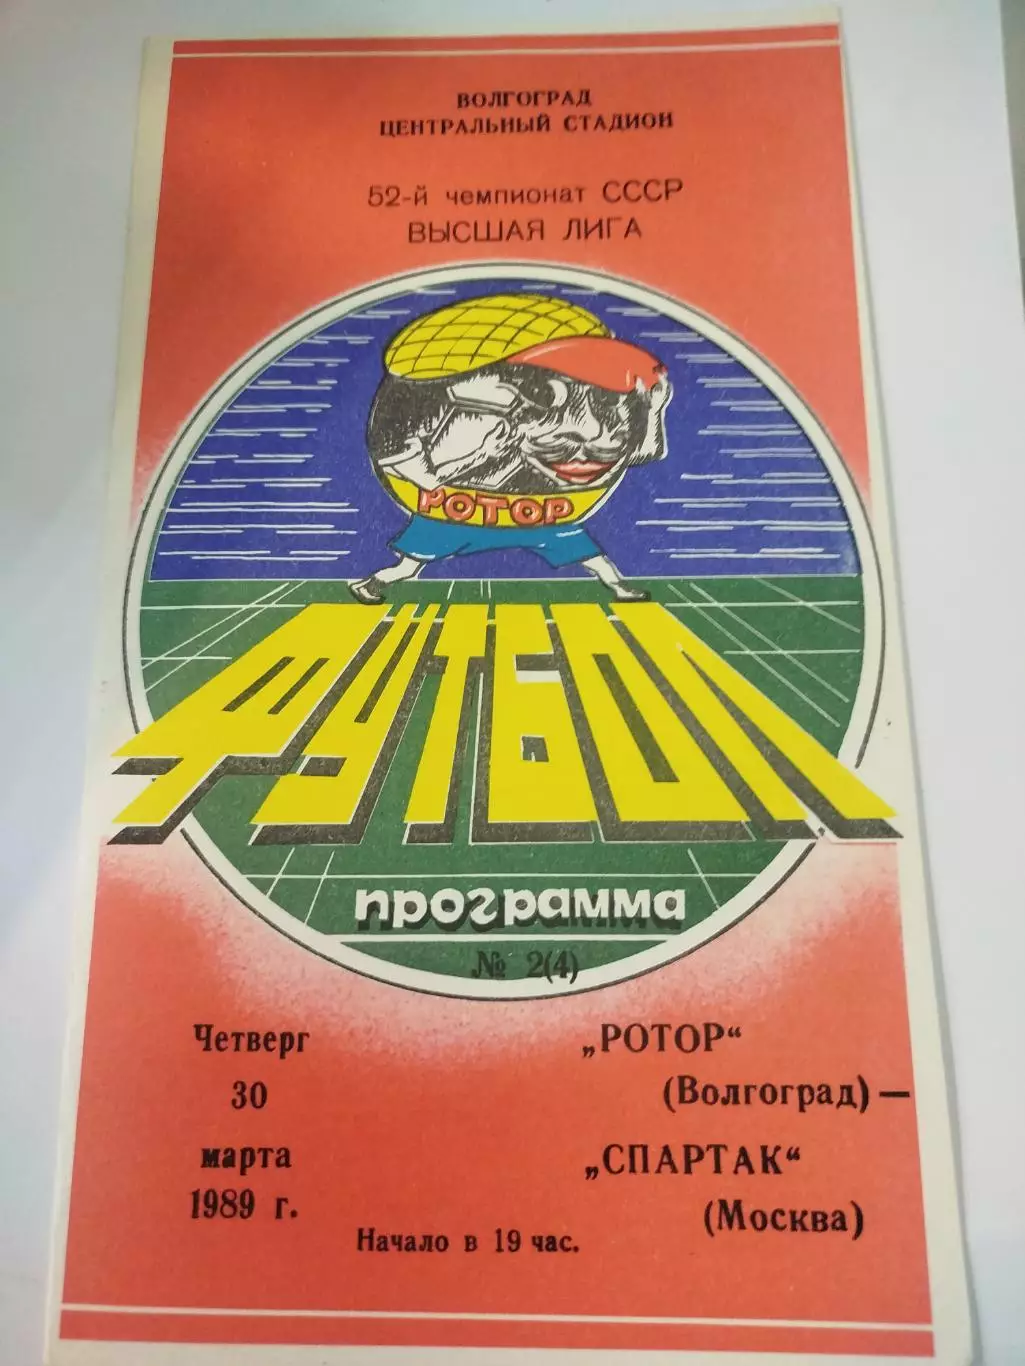 ВОЛГОГРАД
ЦЕНТРАЛЬНЫЙ СТАДИОН
52-й чемпионат СССР
ВЫСШАЯ ЛИГА
РОТОР
ФУТБОЛ
программа
№ 2(4)
Четверг
30
марта
1989 г.
„РОТОР“
(Волгоград) —
„СПАРТАК“
(Москва)
Начало в 19 час.